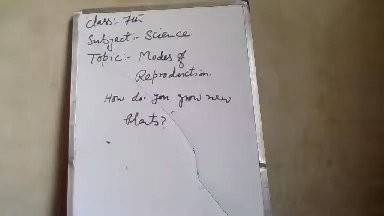 Class:- 7th
Subject:- Science
Topic:- Modes of
Reproduction.
How do you grow new
Plants?